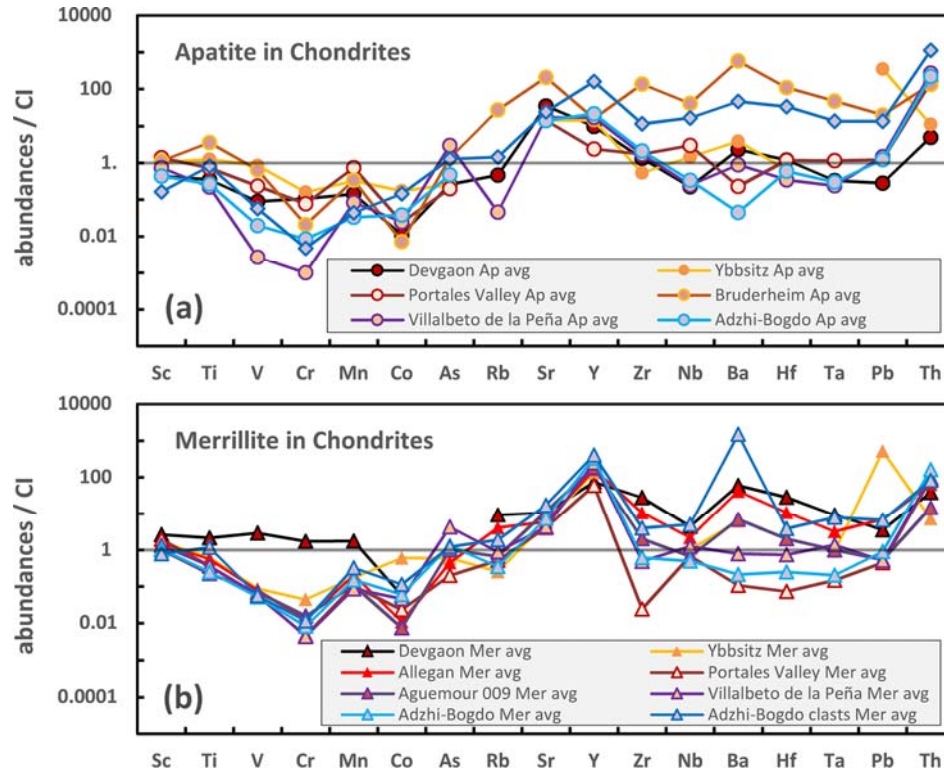 10000
Apatite in Chondrites
100
1.
0.01
0.0001
abundances / CI
(a)
Devgaon Ap avg Ybbsitz Ap avg
Portales Valley Ap avg Bruderheim Ap avg
Villalbeto de la Peña Ap avg Adzhi-Bogdo Ap avg
Sc Ti V Cr Mn Co As Rb Sr Y Zr Nb Ba Hf Ta Pb Th
10000
Merrillite in Chondrites
100
1
0.01
0.0001
abundances / CI
(b)
Devgaon Mer avg Ybbsitz Mer avg
Allegan Mer avg Portales Valley Mer avg
Aguemour 009 Mer avg Villalbeto de la Peña Mer avg
Adzhi-Bogdo Mer avg Adzhi-Bogdo clasts Mer avg
Sc Ti V Cr Mn Co As Rb Sr Y Zr Nb Ba Hf Ta Pb Th